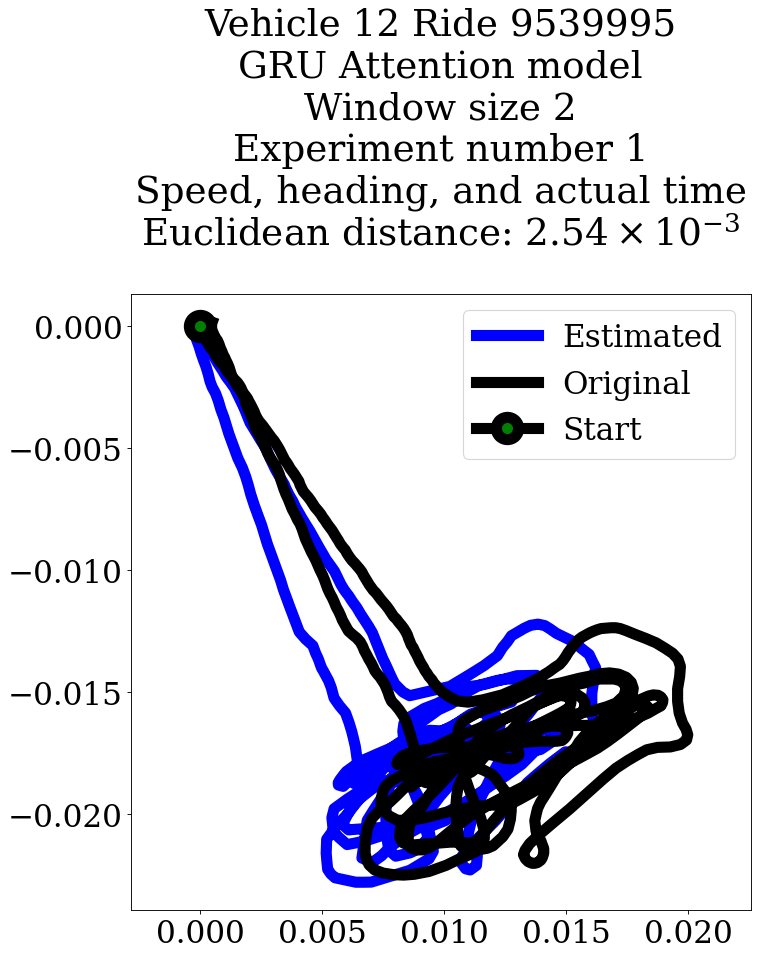 Vehicle 12 Ride 9539995
GRU Attention model
Window size 2
Experiment number 1
Speed, heading, and actual time
Euclidean distance: 2.54 × 10⁻³
Estimated
Original
Start
0.000
−0.005
−0.010
−0.015
−0.020
0.000 0.005 0.010 0.015 0.020